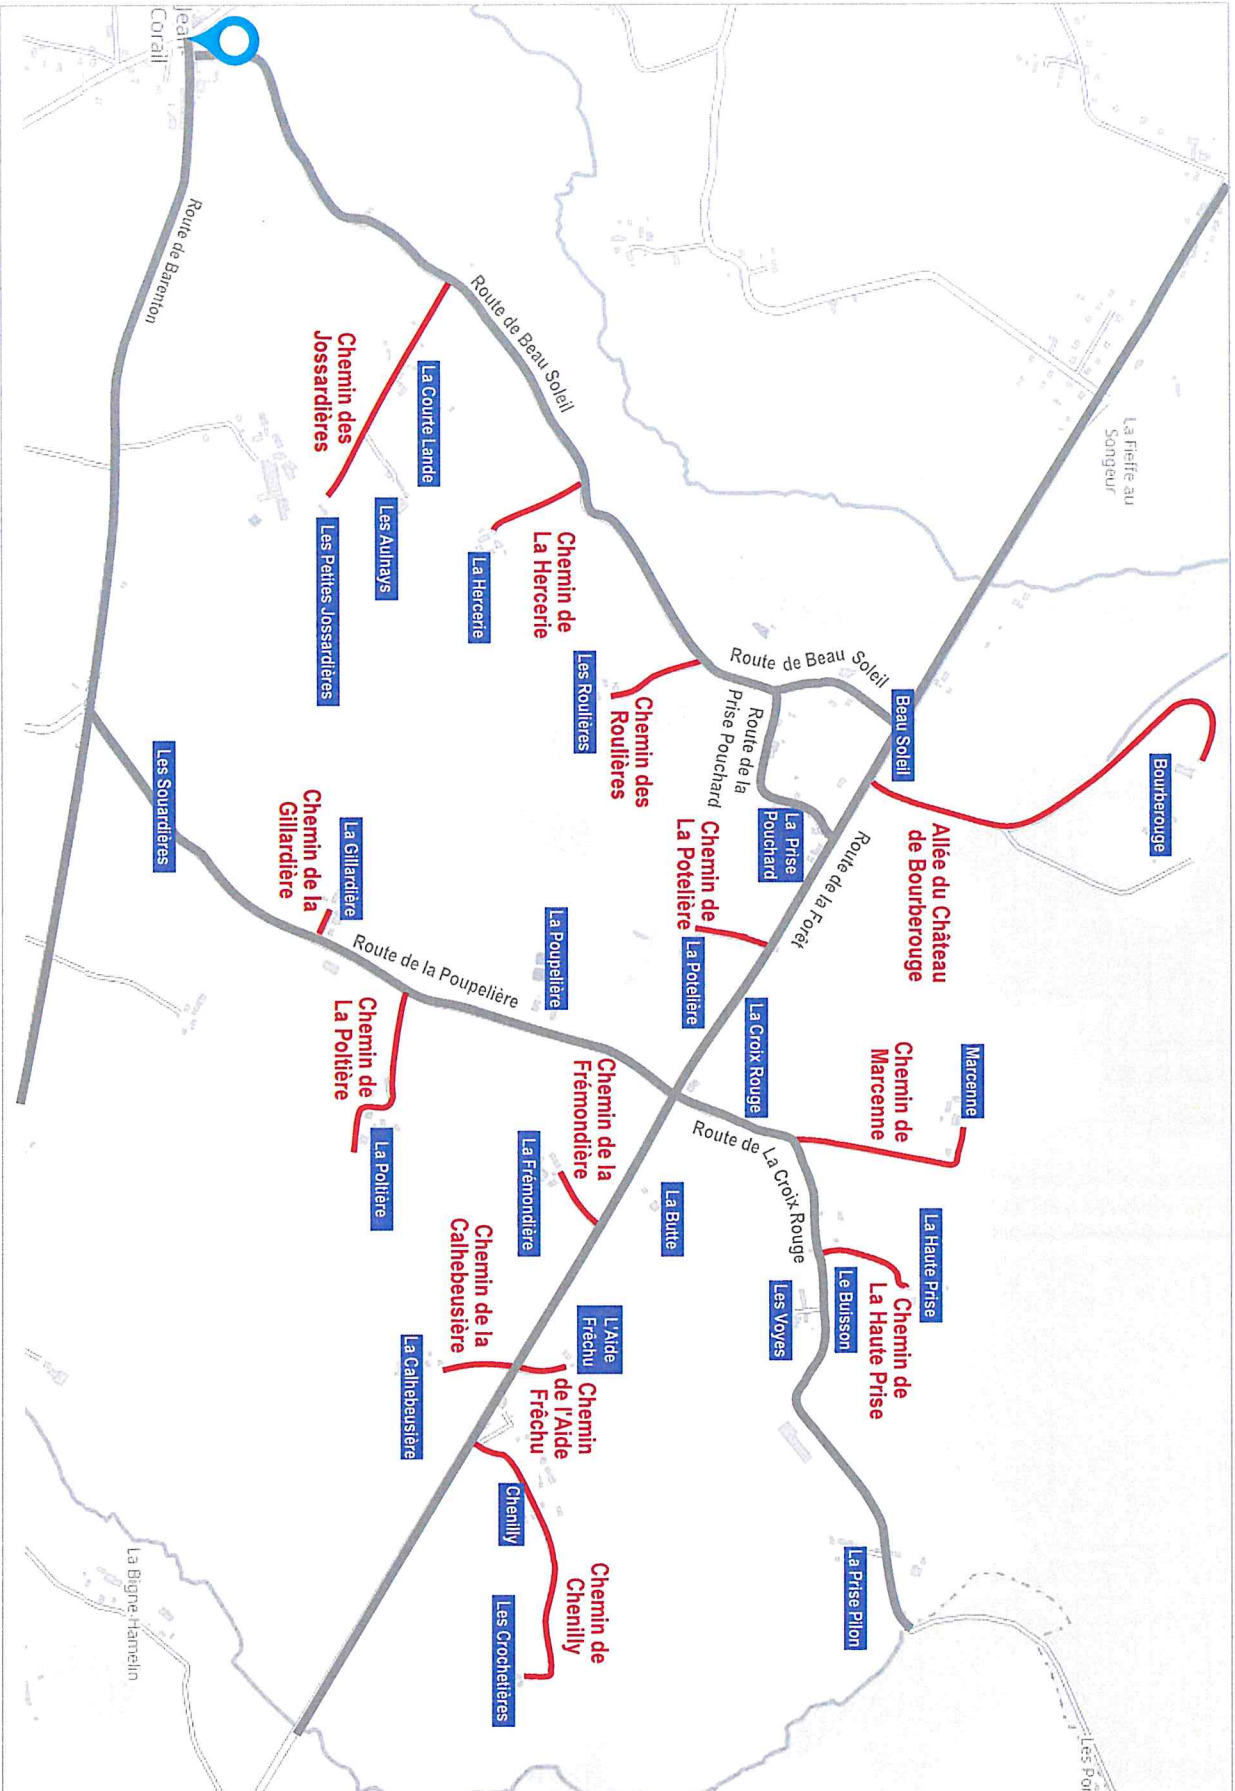 Bourberouge
Allée du Château
de Bourberouge
La Fieffe au
Songeur
Beau Soleil
Marcenne
Chemin de
Marcenne
La Haute Prise
Chemin de
La Haute Prise
Le Buisson
La Prise Pilon
Les Voyes
Route de la Forêt
Route de Beau Soleil
Route de la
Prise Pouchard
La Prise
Pouchard
La Croix Rouge
Route de La Croix Rouge
Chemin de
La Potelière
La Potelière
La Butte
Route de Beau Soleil
Chemin des
Roulières
Les Roulières
Chemin de
La Hercerie
La Hercerie
La Poupelière
Chemin de la
Frémondière
La Frémondière
L'Aide
Frêchu
Chemin
de l'Aide
Frêchu
Chemin de
Chenilly
Chenilly
Les Crochetières
Chemin de la
Calhebeusière
La Calhebeusière
La Courte Lande
Les Aulnays
Chemin des
Jossardières
Les Petites Jossardières
Route de la Poupelière
La Gillardière
Chemin de la
Gillardière
Chemin de
La Poltière
La Poltière
Jean-
Corail
Route de Barenton
Les Souardières
La Bigne-Hamelin